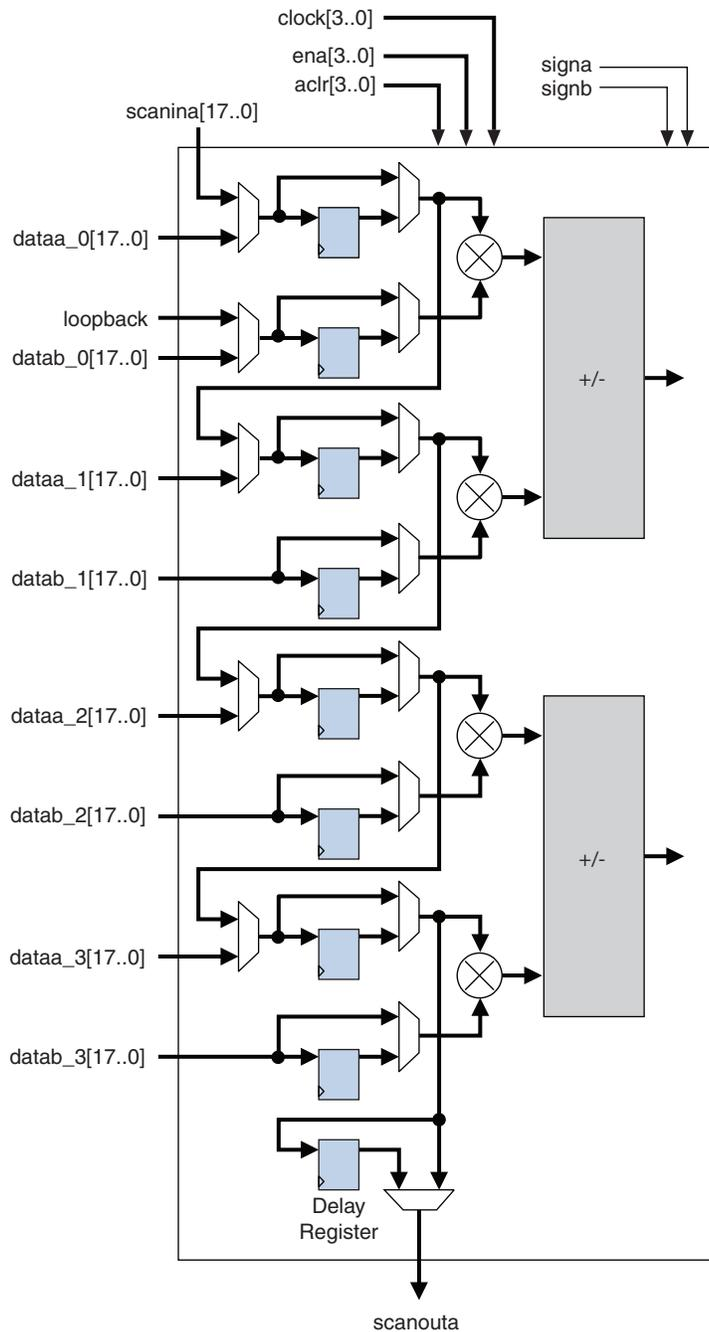 clock[3..0]
ena[3..0]
aclr[3..0]
signa
signb
scanina[17..0]
dataa_0[17..0]
loopback
datab_0[17..0]
+/-
dataa_1[17..0]
datab_1[17..0]
dataa_2[17..0]
datab_2[17..0]
+/-
dataa_3[17..0]
datab_3[17..0]
Delay
Register
scanouta